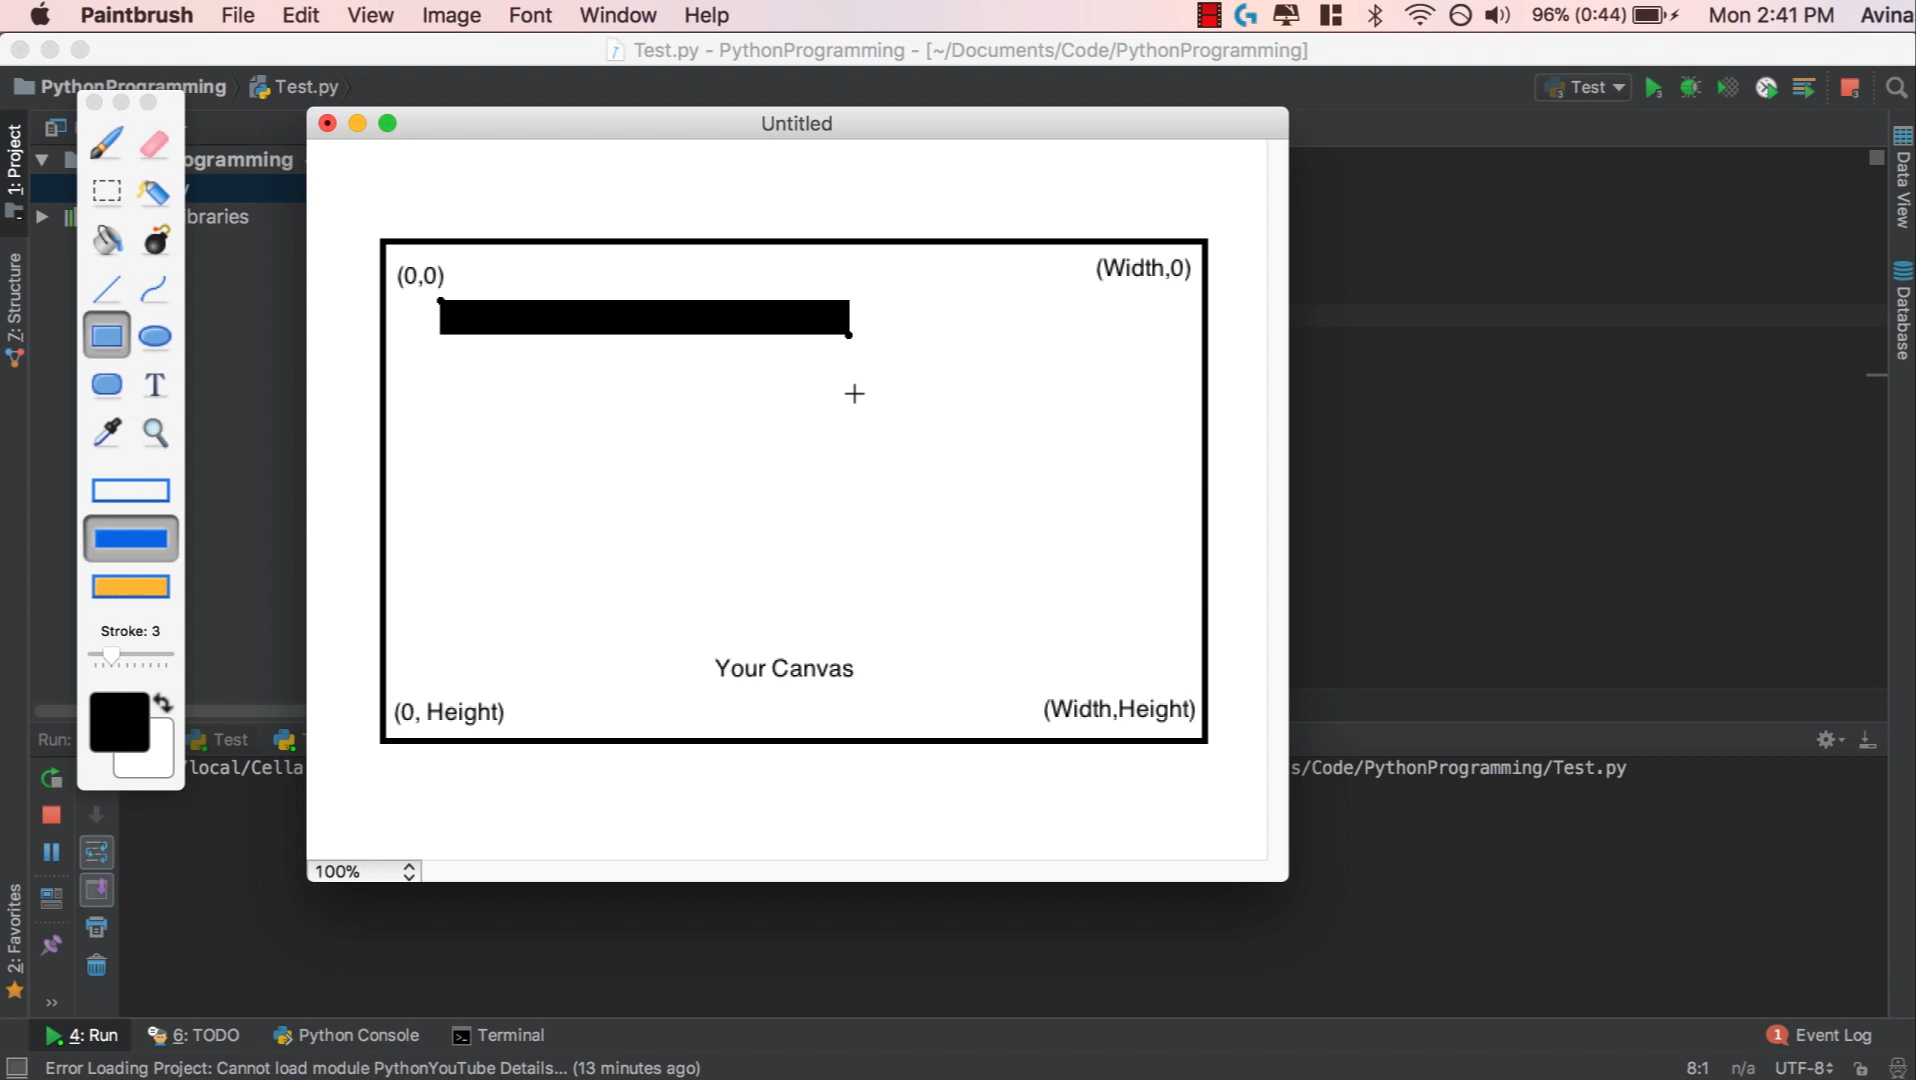 Paintbrush File Edit View Image Font Window Help 96% (0:44) Mon 2:41 PM Avina
Test.py - PythonProgramming - [~/Documents/Code/PythonProgramming]
PythonProgramming Test.py Test
Untitled
1: Project
ogramming
braries
Z: Structure
2: Favorites
Data View
Database
(0,0)
(Width,0)
Your Canvas
(0, Height)
(Width,Height)
Stroke: 3
100%
Run: Test
/local/Cella
s/Code/PythonProgramming/Test.py
4: Run 6: TODO Python Console Terminal 1 Event Log
Error Loading Project: Cannot load module PythonYouTube Details... (13 minutes ago) 8:1 n/a UTF-8